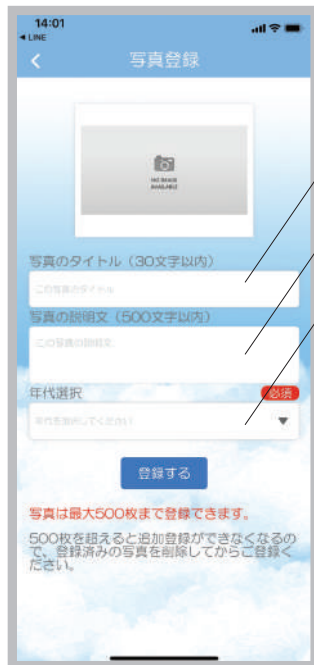 14:01
◀ LINE
写真登録
NO IMAGE
AVAILABLE
写真のタイトル（30文字以内）
この写真のタイトル
写真の説明文（500文字以内）
この写真の説明文
年代選択
必須
年代を選択してください
登録する
写真は最大500枚まで登録できます。
500枚を超えると追加登録ができなくなるの
で、登録済みの写真を削除してからご登録く
ださい。